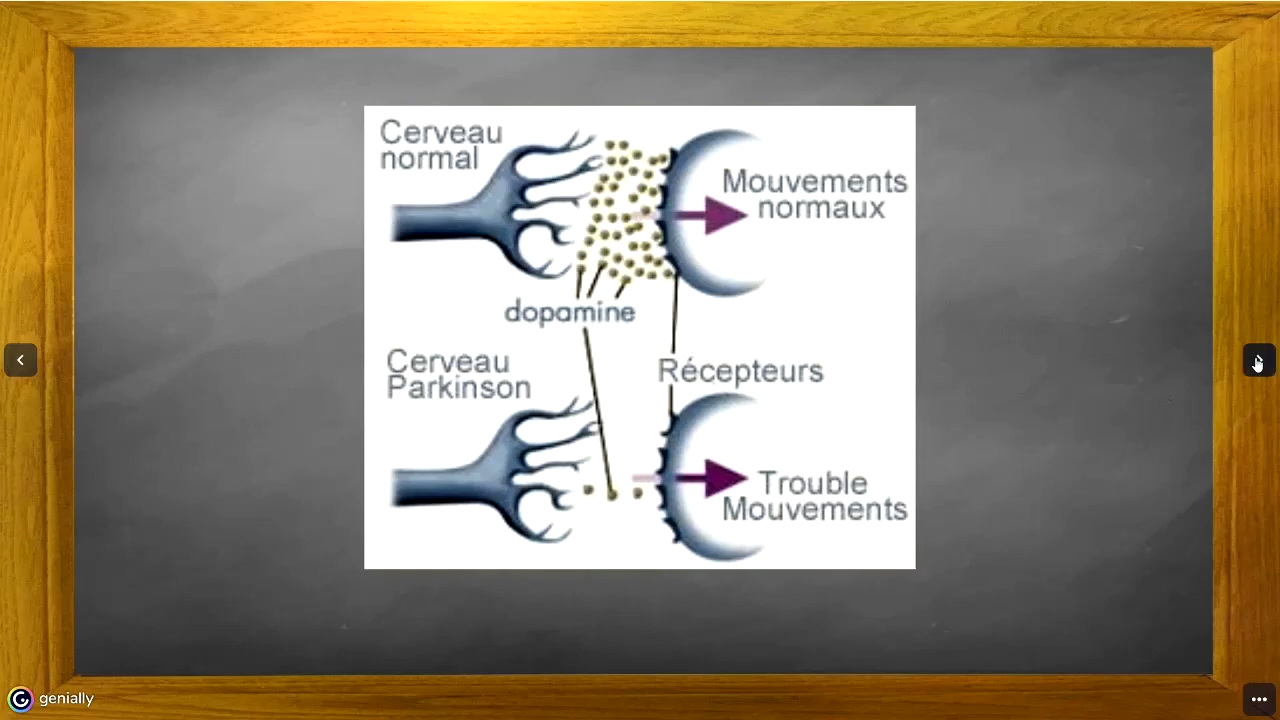 Cerveau
normal
Mouvements
normaux
dopamine
Cerveau
Parkinson
Récepteurs
Trouble
Mouvements
genially